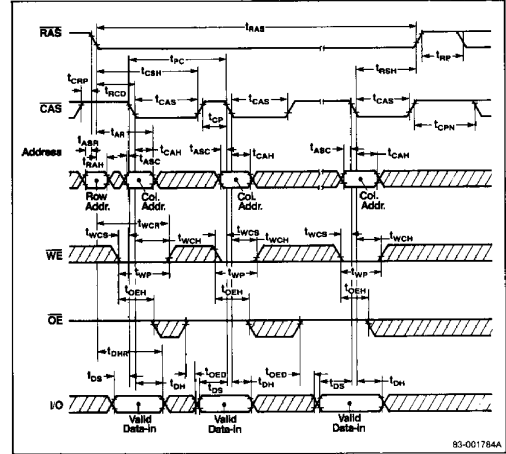 RAS
tRAS
tRP
tPC
tRSH
tCSH
tCRP
tRCD
tCAS
tCAS
tCAS
CAS
tCP
tCPN
tAR
Address
tASR
tRAH
tASC
tCAH
tASC
tCAH
tASC
tCAH
Row
Addr.
Col.
Addr.
Col.
Addr.
Col.
Addr.
tWCR
tWCS
tWCH
tWCS
tWCH
tWCS
tWCH
WE
tWP
tWP
tWP
tOEH
tOEH
tOEH
OE
tDHR
tOED
tOED
tDS
tDH
tDS
tDH
tDS
tDH
I/O
Valid
Data-in
Valid
Data-in
Valid
Data-in
83-001784A